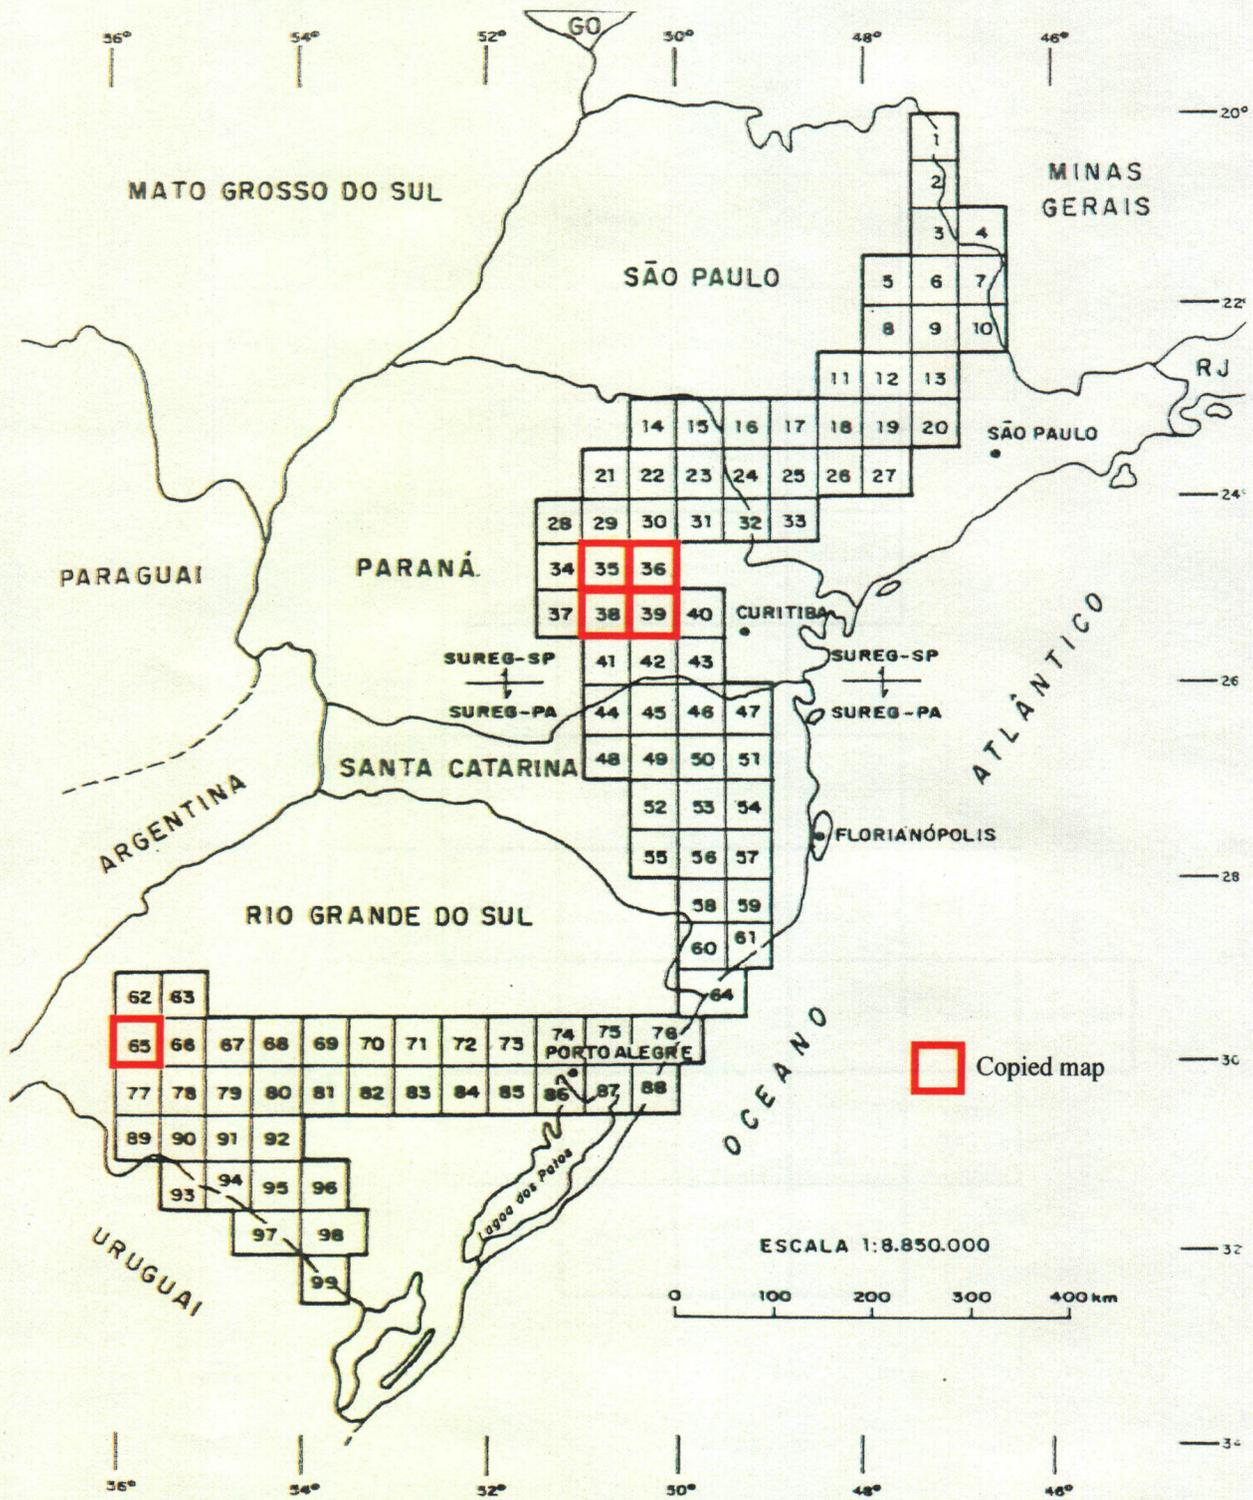 GO
56° 54° 52° 50° 48° 46°
20°
1
MATO GROSSO DO SUL
MINAS
GERAIS
2
3 4
SÃO PAULO
5 6 7
22°
8 9 10
11 12 13
RJ
14 15 16 17 18 19 20
SÃO PAULO
21 22 23 24 25 26 27
24°
28 29 30 31 32 33
PARAGUAI
PARANÁ
34 35 36
37 38 39 40
CURITIBA
SUREG-SP
41 42 43
SUREG-SP
26
SUREG-PA
44 45 46 47
SUREG-PA
ATLÂNTICO
SANTA CATARINA
48 49 50 51
ARGENTINA
52 53 54
FLORIANÓPOLIS
55 56 57
28
RIO GRANDE DO SUL
58 59
60 61
62 63
64
65 66 67 68 69 70 71 72 73 74 75 76
PORTO ALEGRE
OCEANO
30
Copied map
77 78 79 80 81 82 83 84 85 86 87 88
89 90 91 92
93 94 95 96
Lagoa dos Patos
97 98
URUGUAI
ESCALA 1:8.850.000
32
99
0 100 200 300 400 km
56° 54° 52° 50° 48° 46°